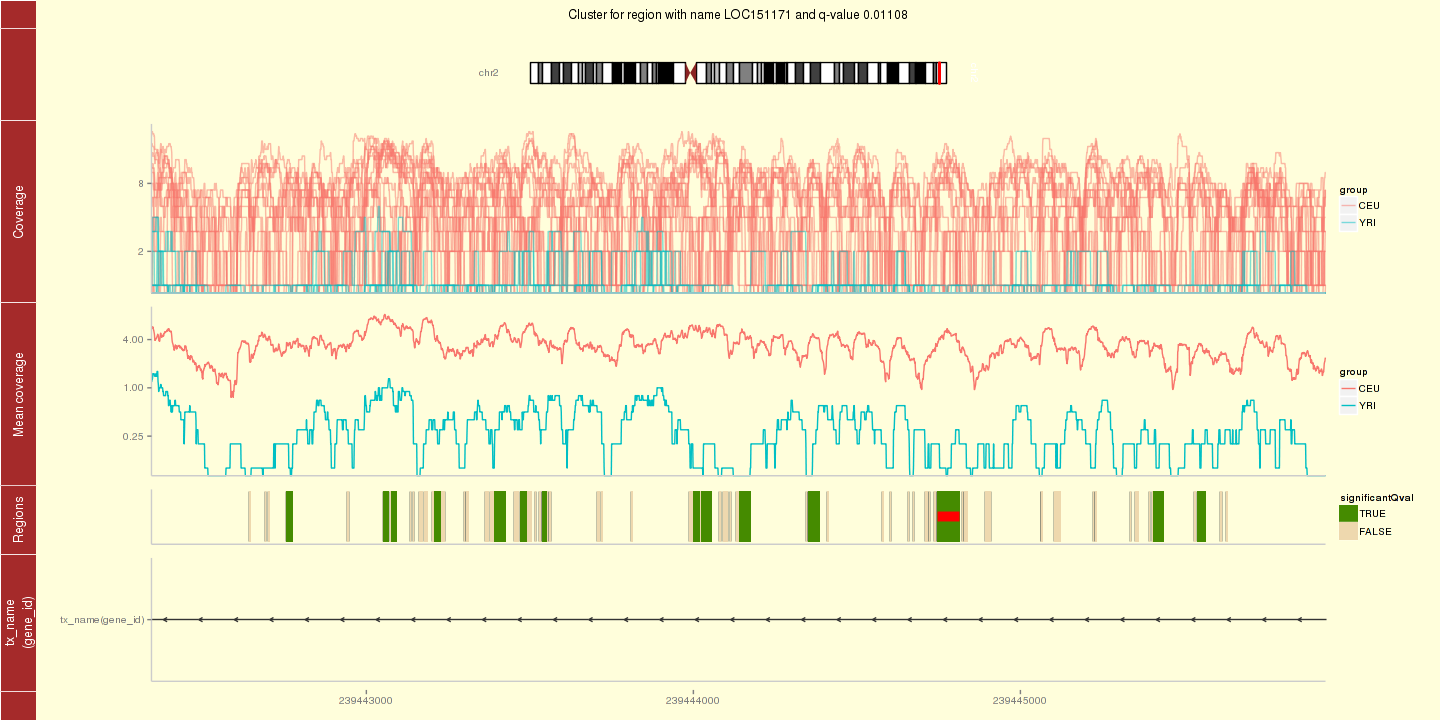 Cluster for region with name LOC151171 and q-value 0.01108
chr2
Coverage
8
2
group
CEU
YRI
Mean coverage
4.00
1.00
0.25
group
CEU
YRI
Regions
significantQval
TRUE
FALSE
tx_name
(gene_id)
tx_name(gene_id)
239443000
239444000
239445000